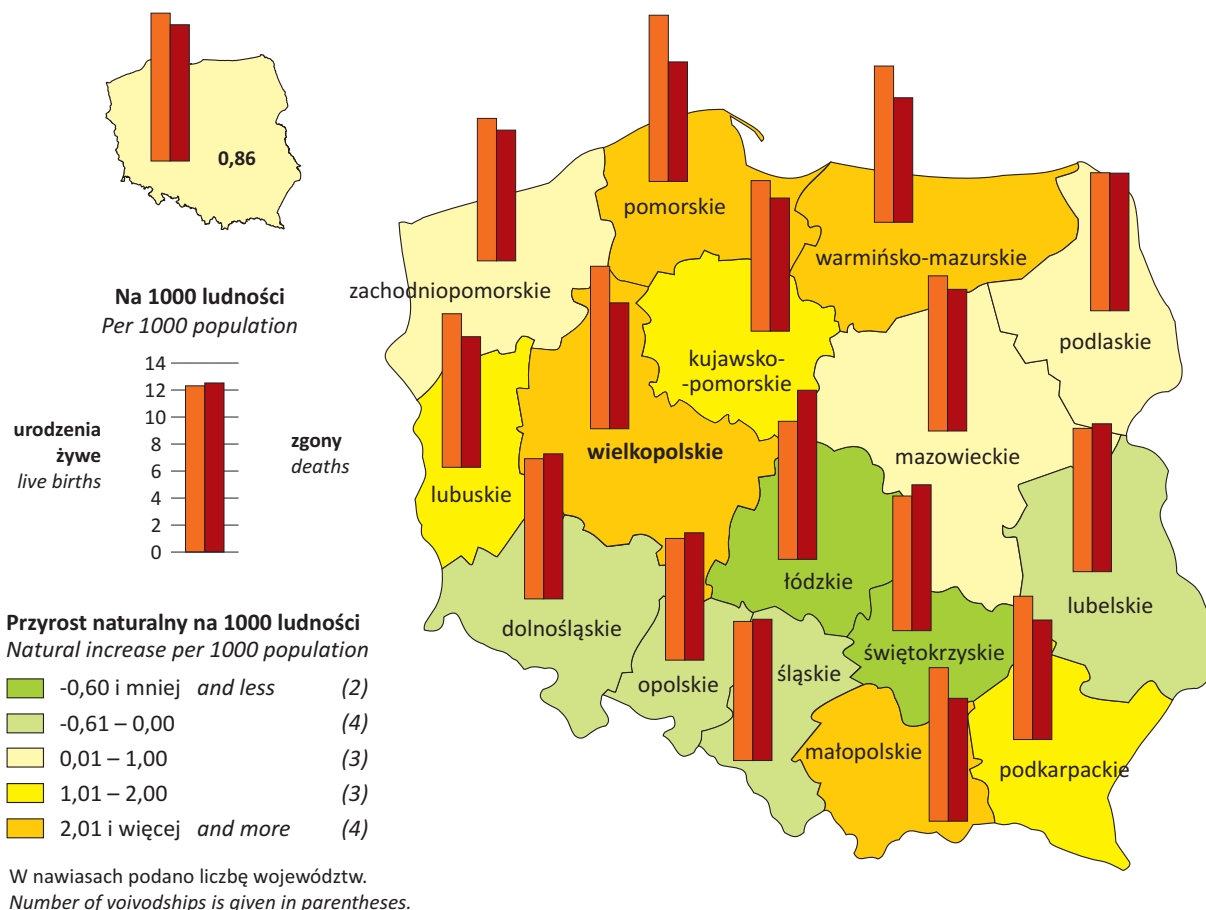 0,86
Na 1000 ludności
Per 1000 population
14
12
10
8
6
4
2
0
urodzenia
żywe
live births
zgony
deaths
Przyrost naturalny na 1000 ludności
Natural increase per 1000 population
-0,60 i mniej and less (2)
-0,61 – 0,00 (4)
0,01 – 1,00 (3)
1,01 – 2,00 (3)
2,01 i więcej and more (4)
W nawiasach podano liczbę województw.
Number of voivodships is given in parentheses.
pomorskie
warmińsko-mazurskie
zachodniopomorskie
podlaskie
kujawsko-
-pomorskie
wielkopolskie
mazowieckie
lubuskie
łódzkie
lubelskie
dolnośląskie
świętokrzyskie
opolskie
śląskie
małopolskie
podkarpackie